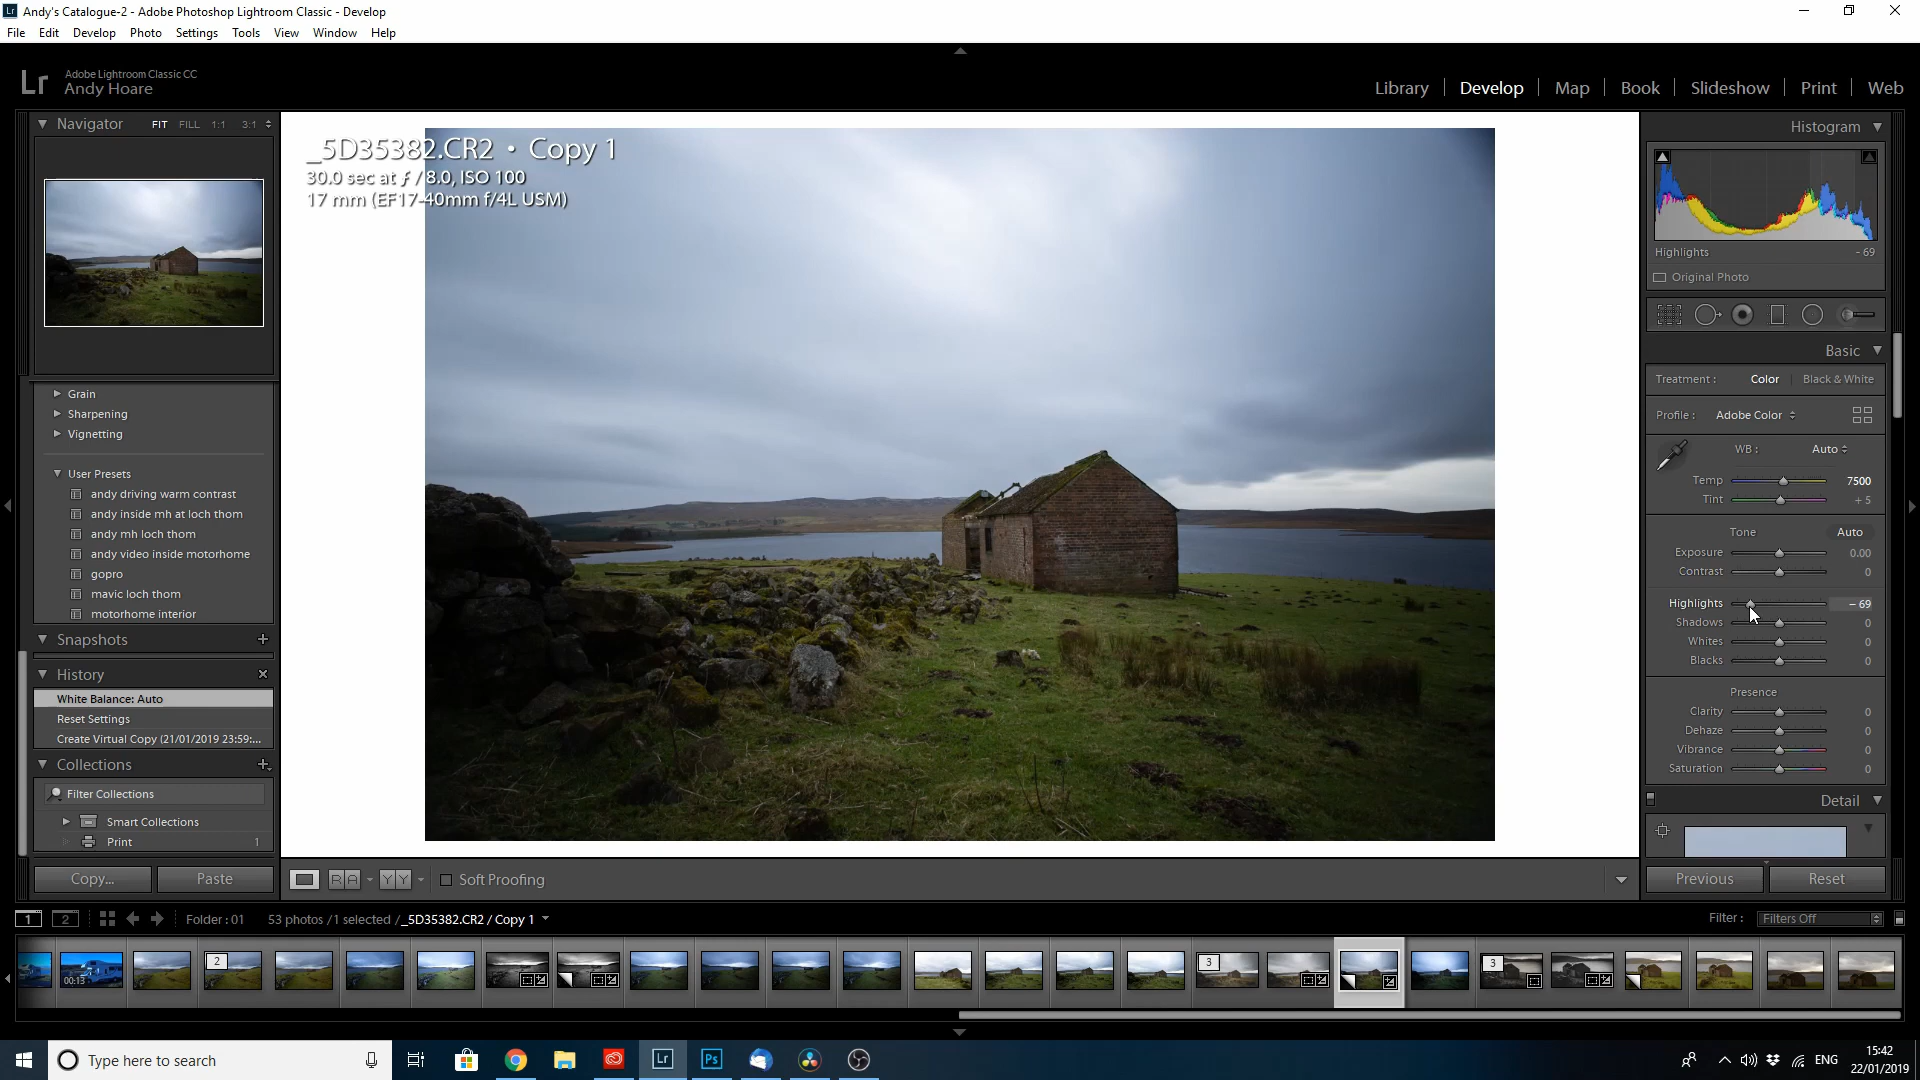 Andy's Catalogue-2 - Adobe Photoshop Lightroom Classic - Develop
File Edit Develop Photo Settings Tools View Window Help
Lr Adobe Lightroom Classic CC
Andy Hoare
Library Develop Map Book Slideshow Print Web
Navigator FIT FILL 1:1 3:1
Grain
Sharpening
Vignetting
User Presets
andy driving warm contrast
andy inside mh at loch thom
andy mh loch thom
andy video inside motorhome
gopro
mavic loch thom
motorhome interior
Snapshots +
History
White Balance: Auto
Reset Settings
Create Virtual Copy (21/01/2019 23:59:...
Collections +
Filter Collections
Smart Collections
Print 1
Copy... Paste
_5D35382.CR2 • Copy 1
30.0 sec at ƒ / 8.0, ISO 100
17 mm (EF17-40mm f/4L USM)
R A Y Y Soft Proofing
Histogram
Highlights - 69
Original Photo
Basic
Treatment : Color Black & White
Profile : Adobe Color
WB : Auto
Temp 7500
Tint + 5
Tone Auto
Exposure 0.00
Contrast 0
Highlights - 69
Shadows 0
Whites 0
Blacks 0
Presence
Clarity 0
Dehaze 0
Vibrance 0
Saturation 0
Detail
Previous Reset
1 2 Folder : 01 53 photos / 1 selected / _5D35382.CR2 / Copy 1 Filter : Filters Off
00:13 2 3 3
Type here to search Lr Ps ENG 15:42
22/01/2019